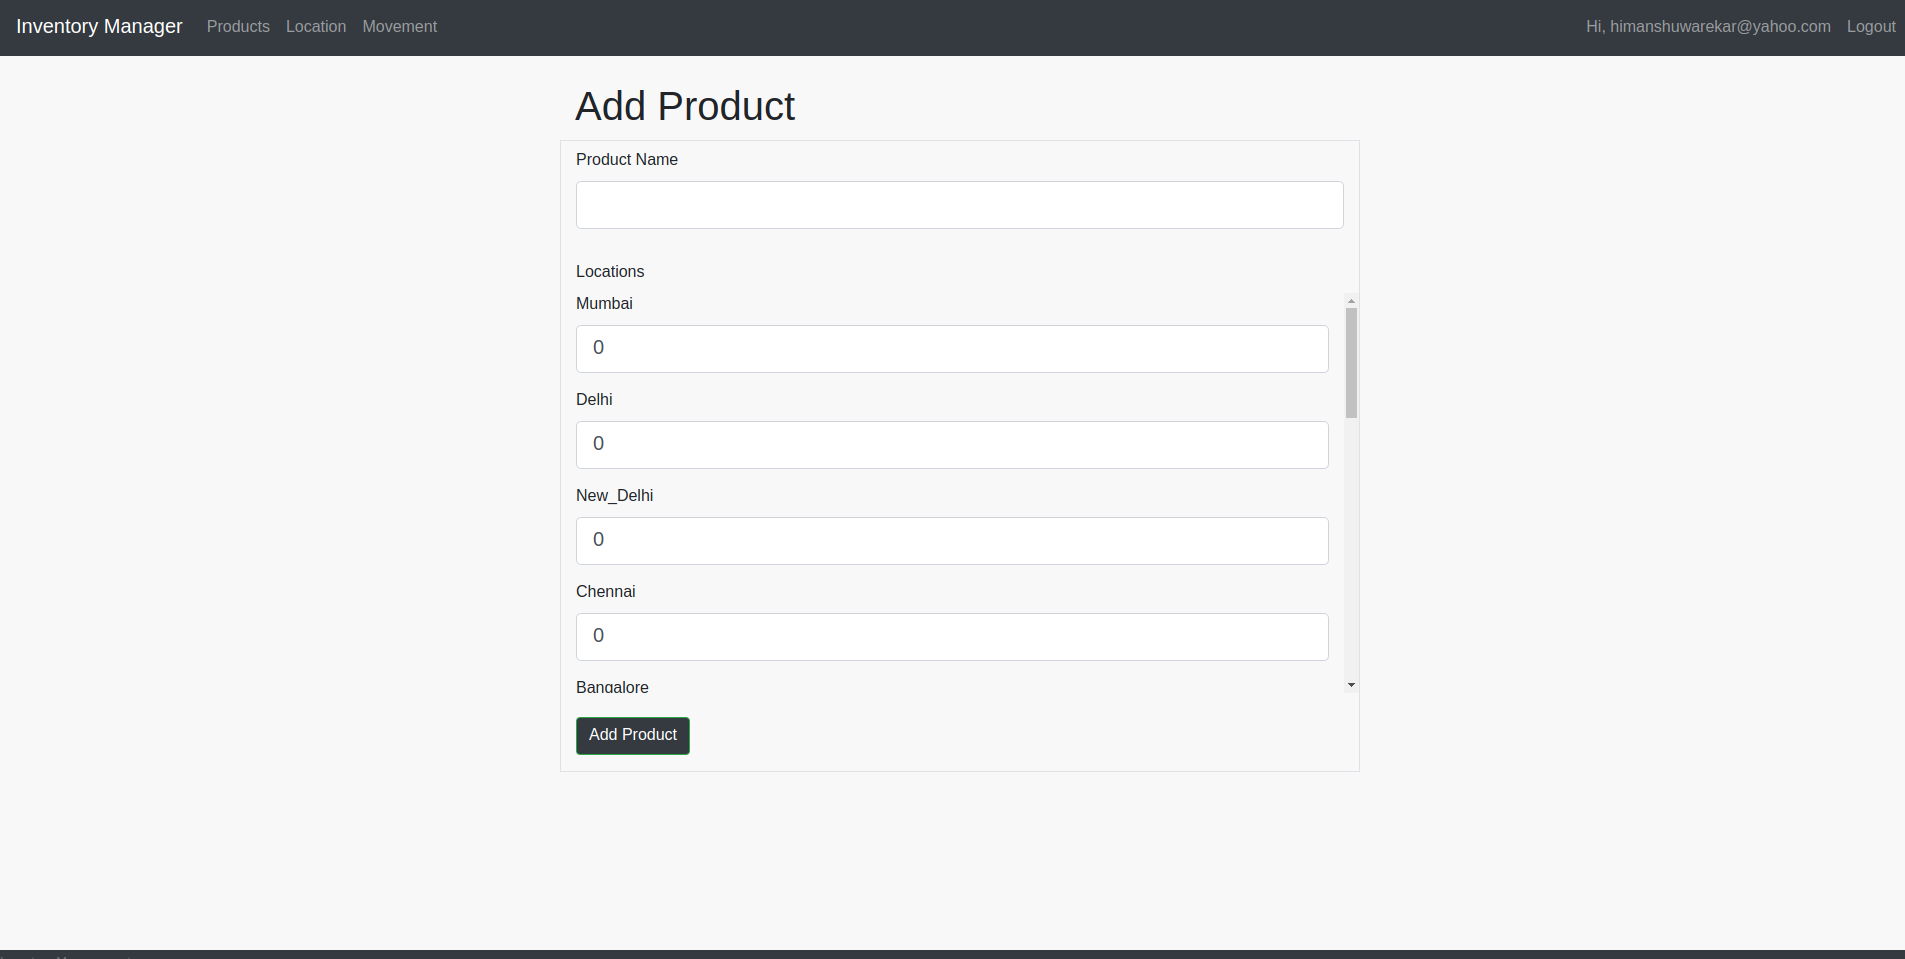 Inventory Manager Products Location Movement Hi, himanshuwarekar@yahoo.com Logout
Add Product
Product Name
Locations
Mumbai
0
Delhi
0
New_Delhi
0
Chennai
0
Bangalore
Add Product